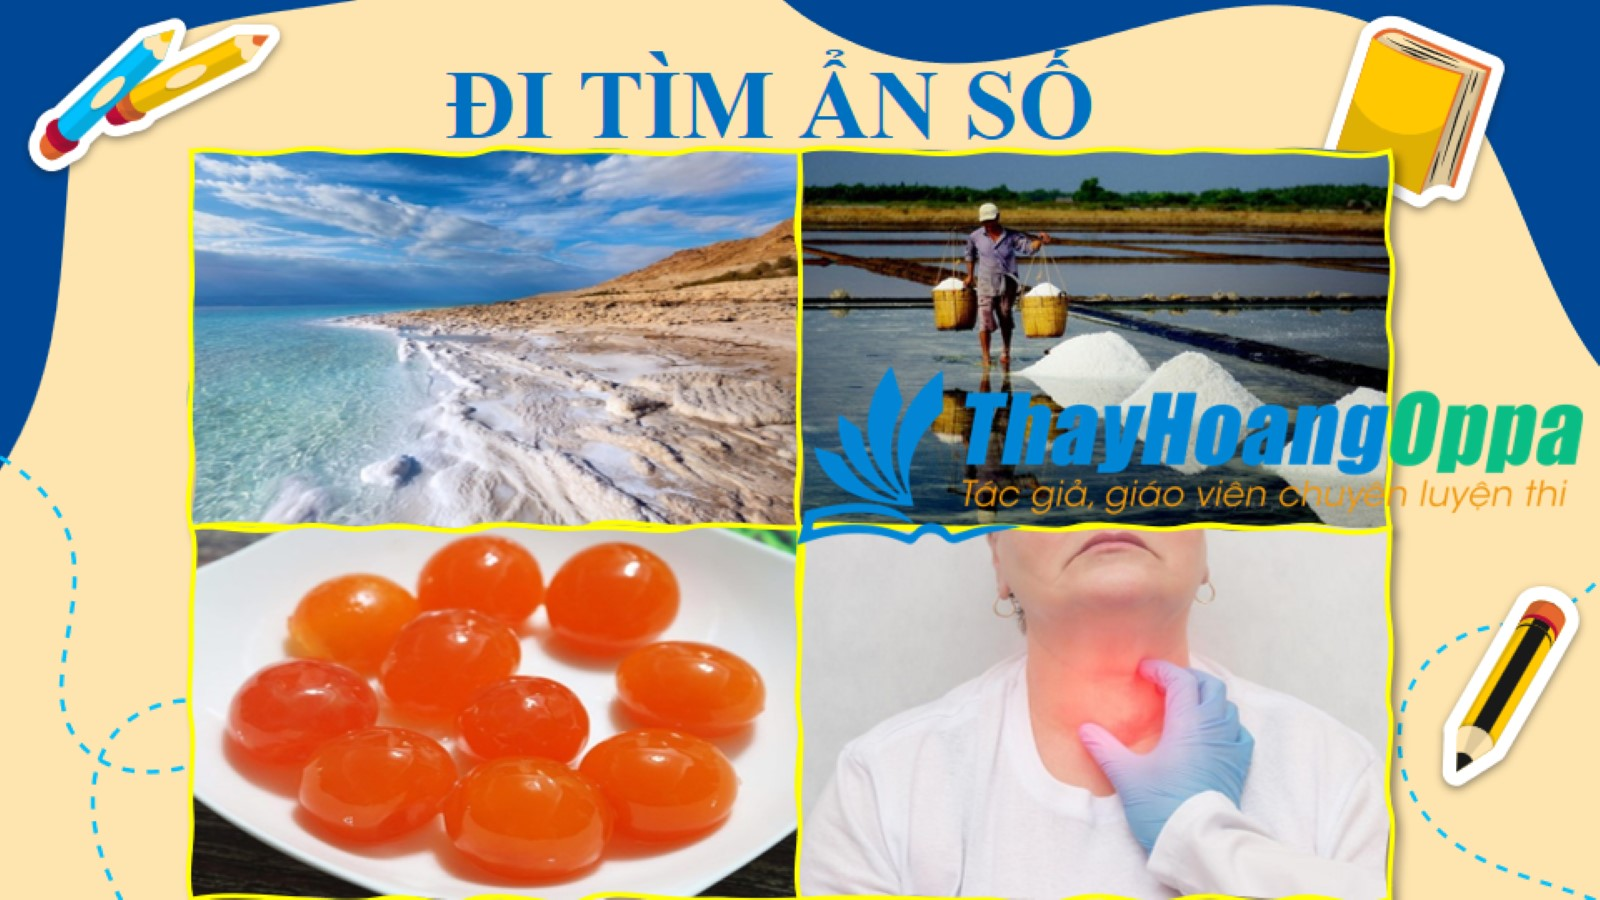 ĐI TÌM ẨN SỐ
ThayHoangOppa
Tác giả, giáo viên chuyên luyện thi